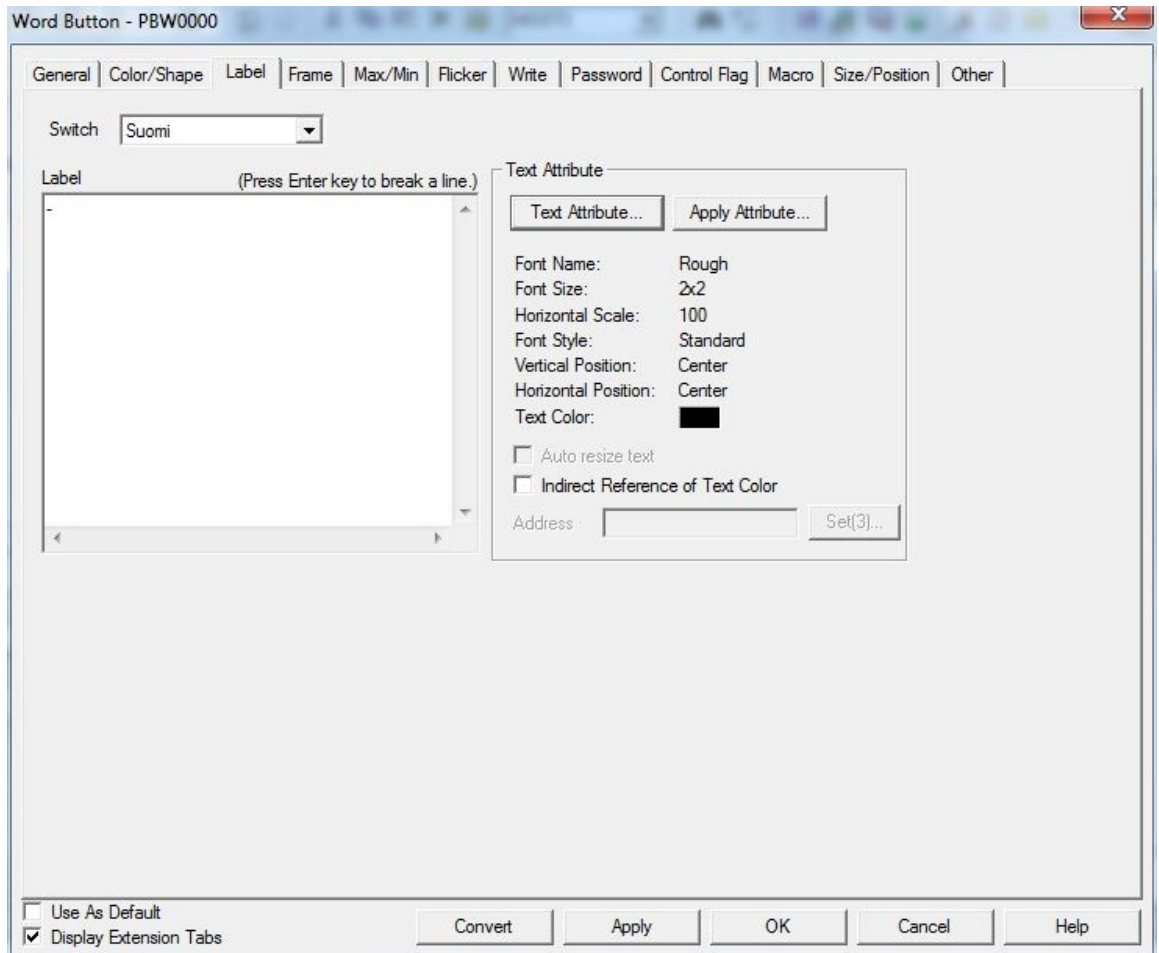 Word Button - PBW0000
General Color/Shape Label Frame Max/Min Flicker Write Password Control Flag Macro Size/Position Other
Switch Suomi
Label (Press Enter key to break a line.)
-
Text Attribute
Text Attribute... Apply Attribute...
Font Name: Rough
Font Size: 2x2
Horizontal Scale: 100
Font Style: Standard
Vertical Position: Center
Horizontal Position: Center
Text Color:
Auto resize text
Indirect Reference of Text Color
Address Set(3)...
Use As Default
Display Extension Tabs
Convert Apply OK Cancel Help